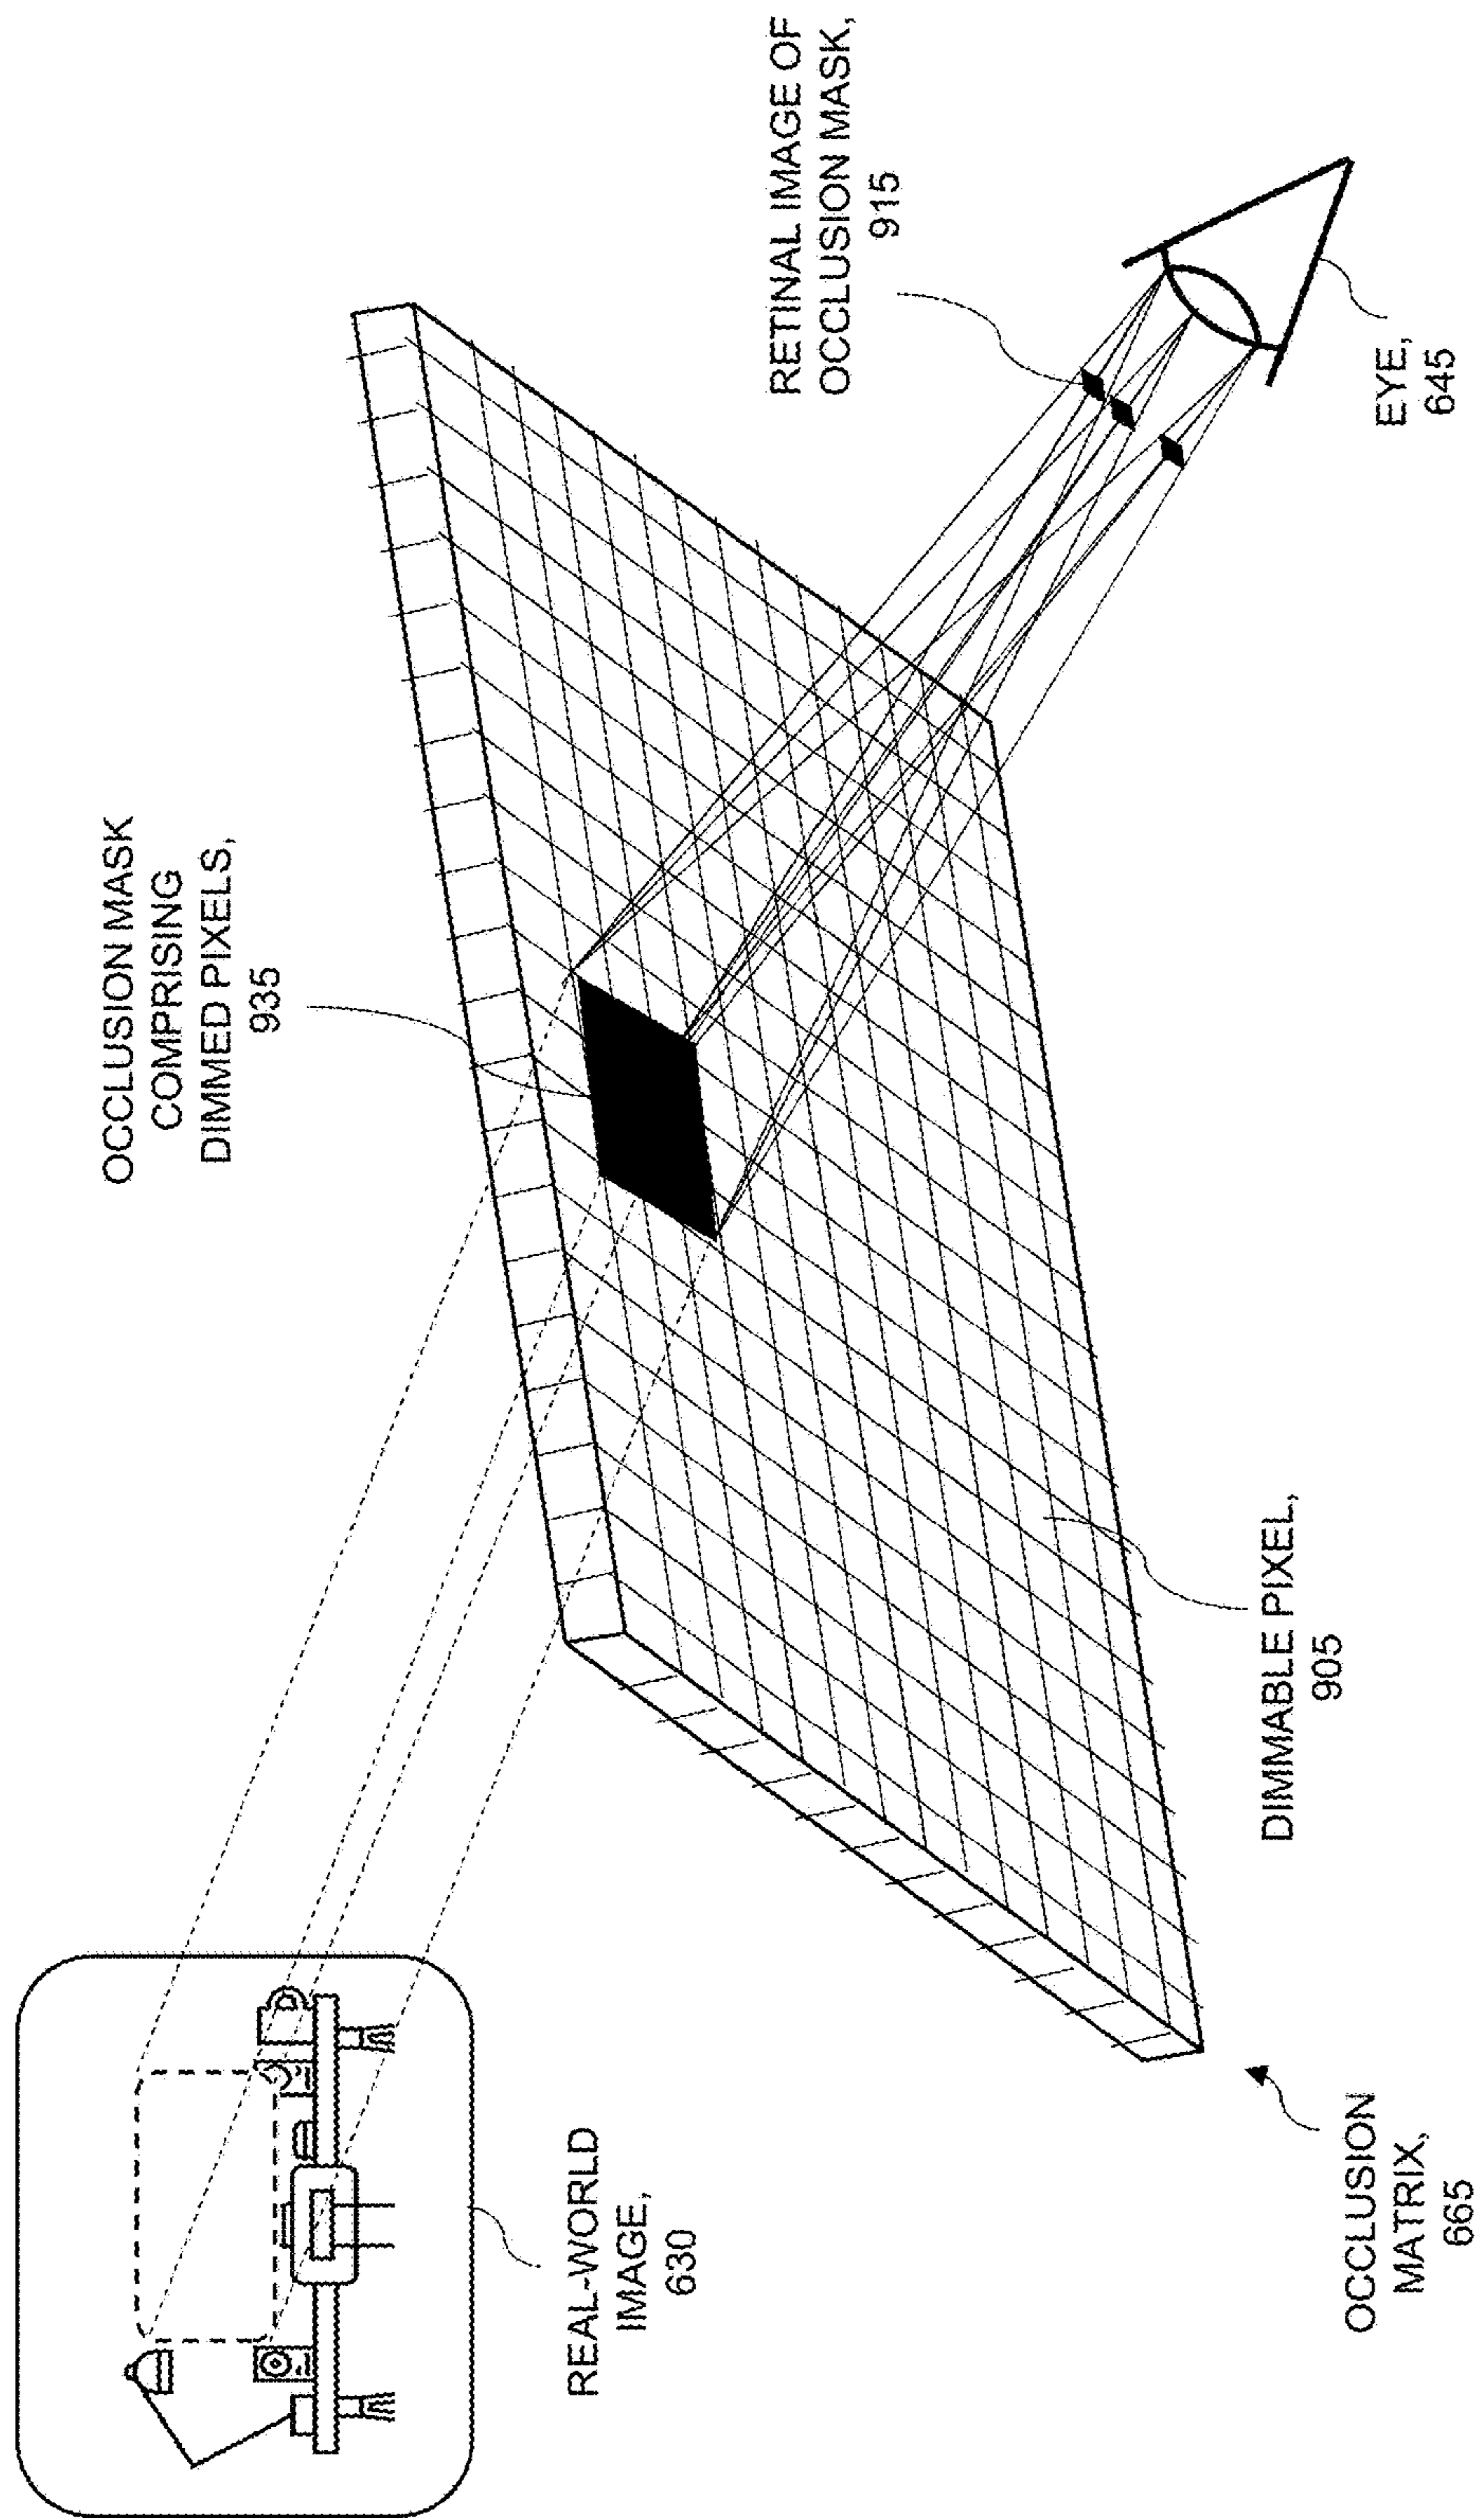 REAL-WORLD
IMAGE,
630
OCCLUSION MASK
COMPRISING
DIMMED PIXELS,
935
RETINAL IMAGE OF
OCCLUSION MASK,
915
EYE,
645
DIMMABLE PIXEL,
905
OCCLUSION
MATRIX,
665